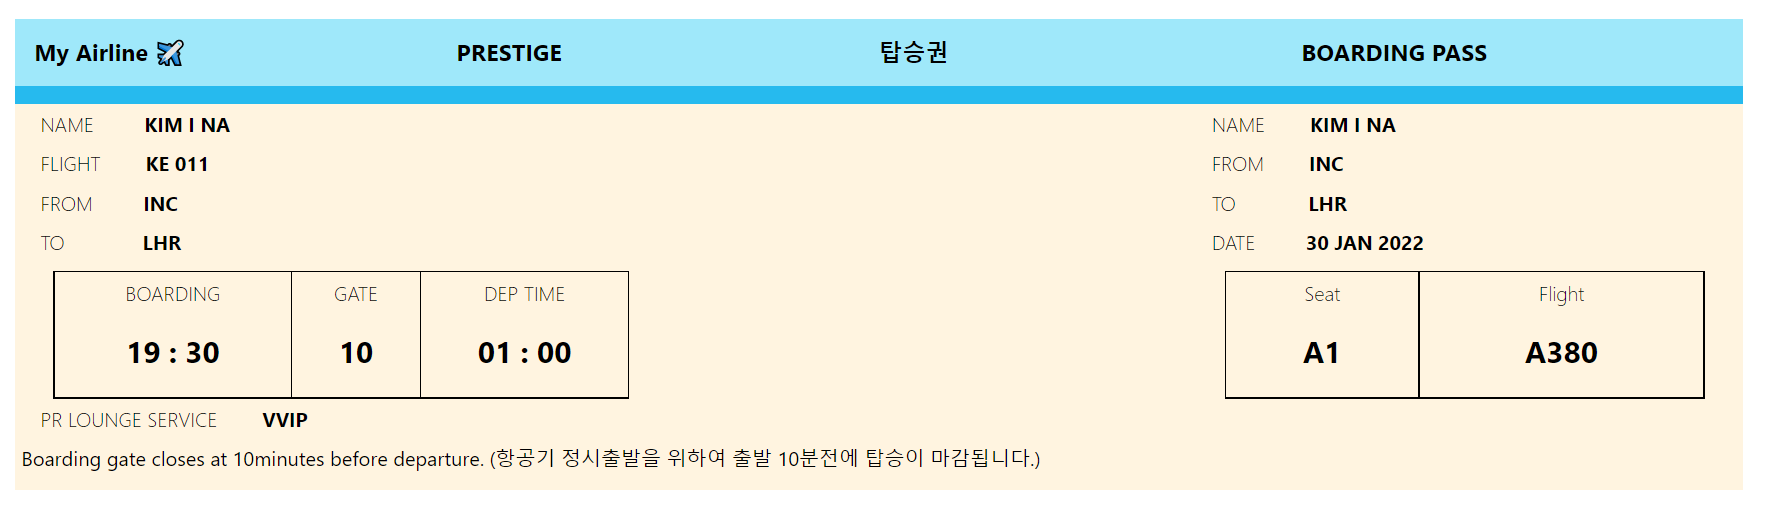 My Airline ✈ PRESTIGE 탑승권 BOARDING PASS
NAME KIM I NA
FLIGHT KE 011
FROM INC
TO LHR
BOARDING GATE DEP TIME
19 : 30 10 01 : 00
PR LOUNGE SERVICE VVIP
Boarding gate closes at 10minutes before departure. (항공기 정시출발을 위하여 출발 10분전에 탑승이 마감됩니다.)
NAME KIM I NA
FROM INC
TO LHR
DATE 30 JAN 2022
Seat Flight
A1 A380